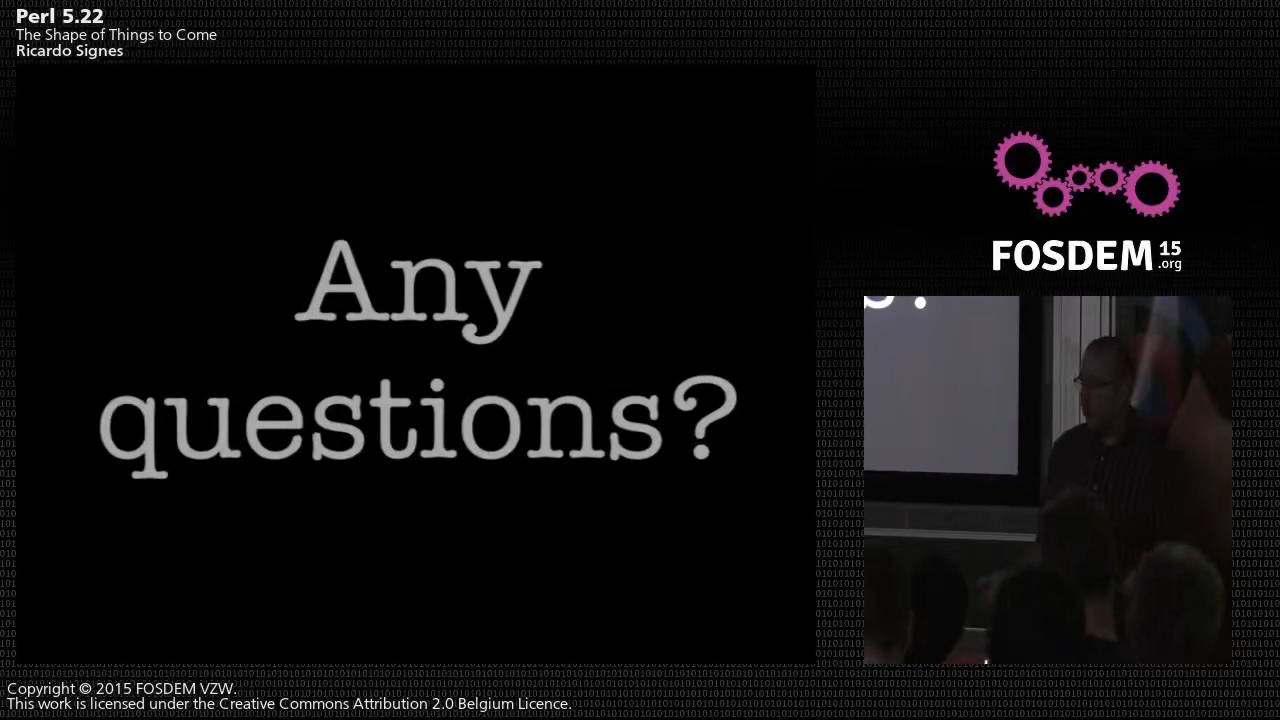 Perl 5.22
The Shape of Things to Come
Ricardo Signes
Any
questions?
FOSDEM 15
.org
Copyright © 2015 FOSDEM VZW.
This work is licensed under the Creative Commons Attribution 2.0 Belgium Licence.